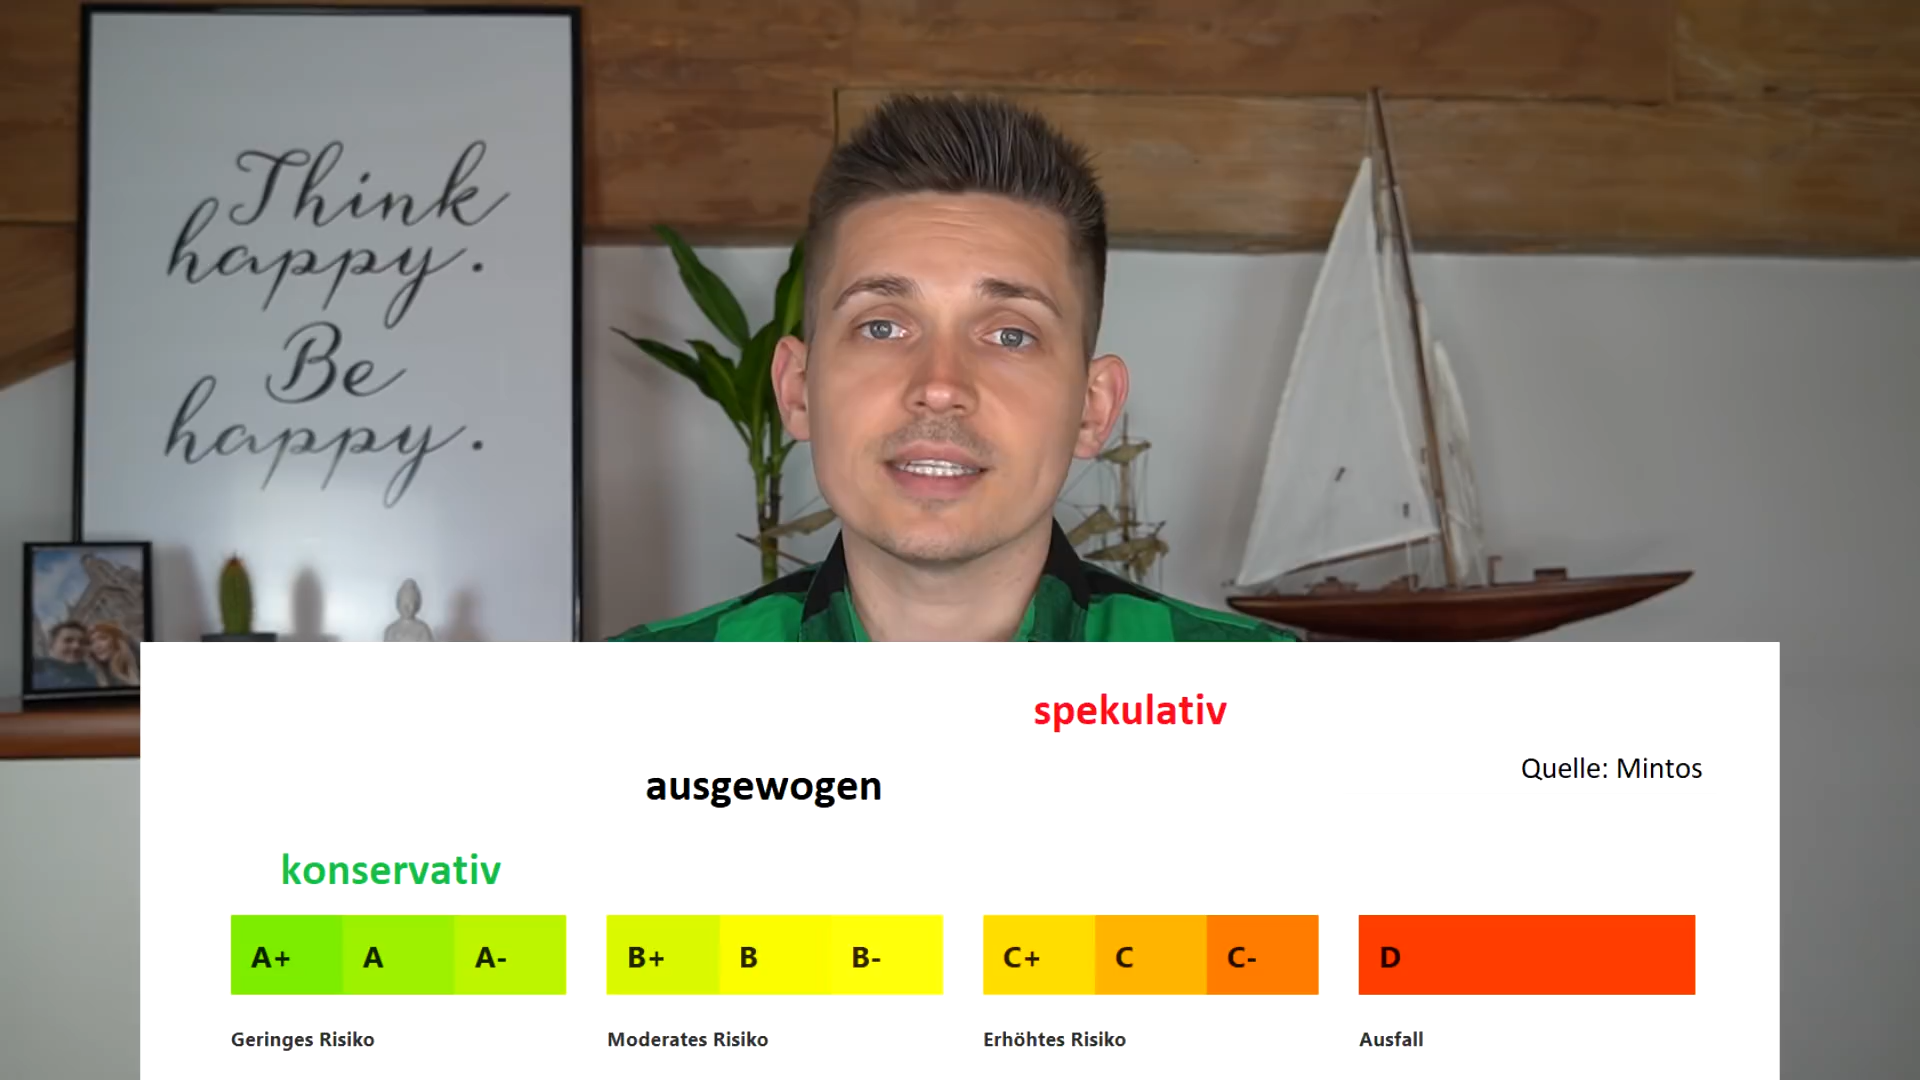 Think
happy.
Be
happy.
spekulativ
Quelle: Mintos
ausgewogen
konservativ
A+ A A- B+ B B- C+ C C- D
Geringes Risiko Moderates Risiko Erhöhtes Risiko Ausfall